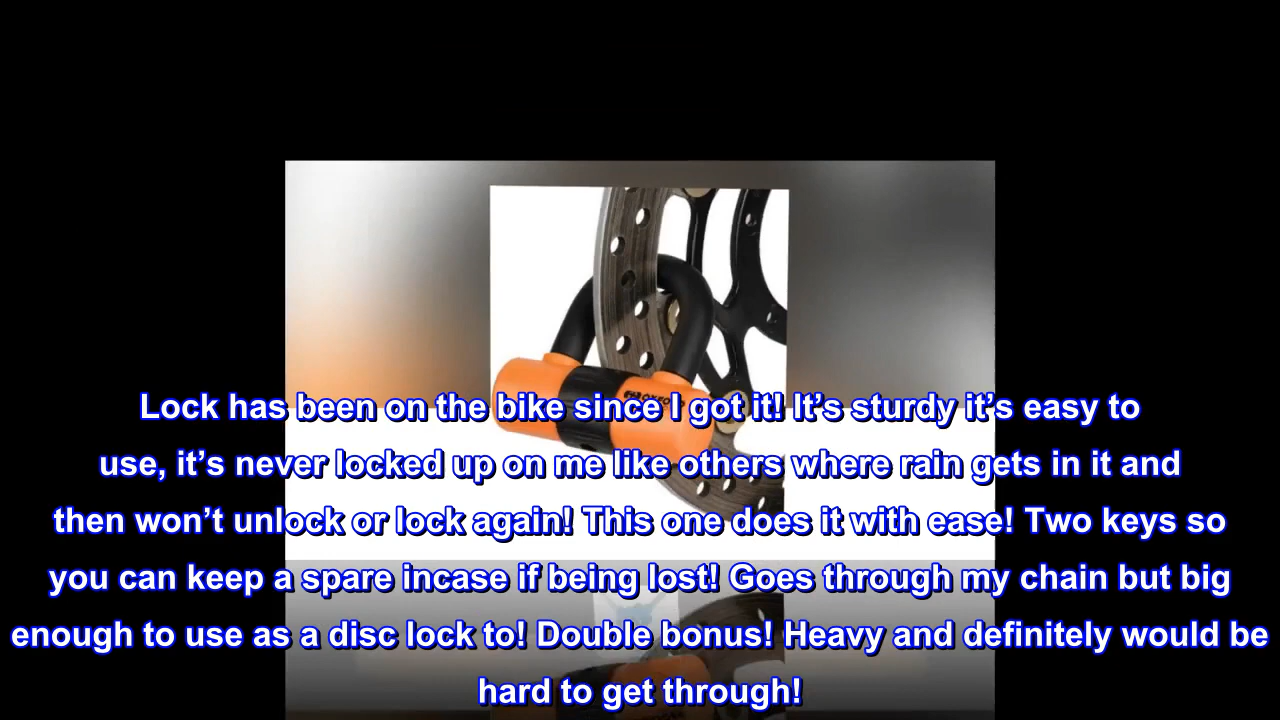 Lock has been on the bike since I got it! It’s sturdy it’s easy to
use, it’s never locked up on me like others where rain gets in it and
then won’t unlock or lock again! This one does it with ease! Two keys so
you can keep a spare incase if being lost! Goes through my chain but big
enough to use as a disc lock to! Double bonus! Heavy and definitely would be
hard to get through!